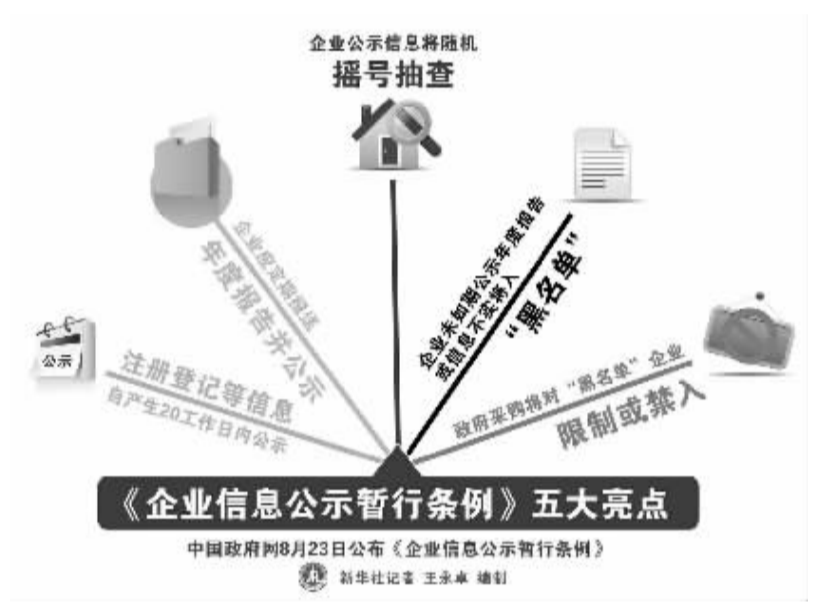 企业公示信息将随机
摇号抽查
企业应定期报送
年度报告并公示
企业未如期公示年度报告
或信息不实将入
“黑名单”
公示
注册登记等信息
自产生20工作日内公示
政府采购将对“黑名单”企业
限制或禁入
《企业信息公示暂行条例》五大亮点
中国政府网8月23日公布《企业信息公示暂行条例》
新华社记者 王永卓 编制